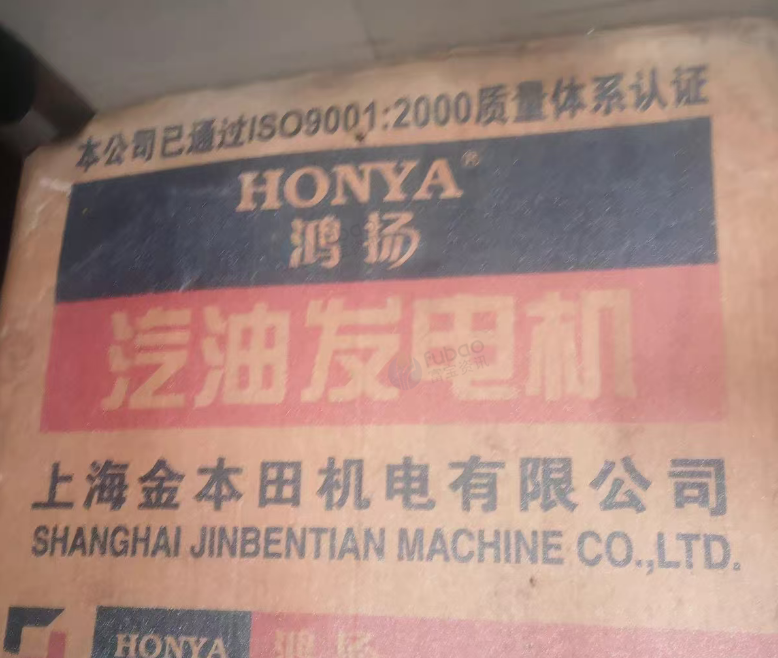 本公司已通过ISO9001:2000质量体系认证
HONYA®
鸿扬
汽油发电机
上海金本田机电有限公司
SHANGHAI JINBENTIAN MACHINE CO.,LTD.
HONYA 鸿扬